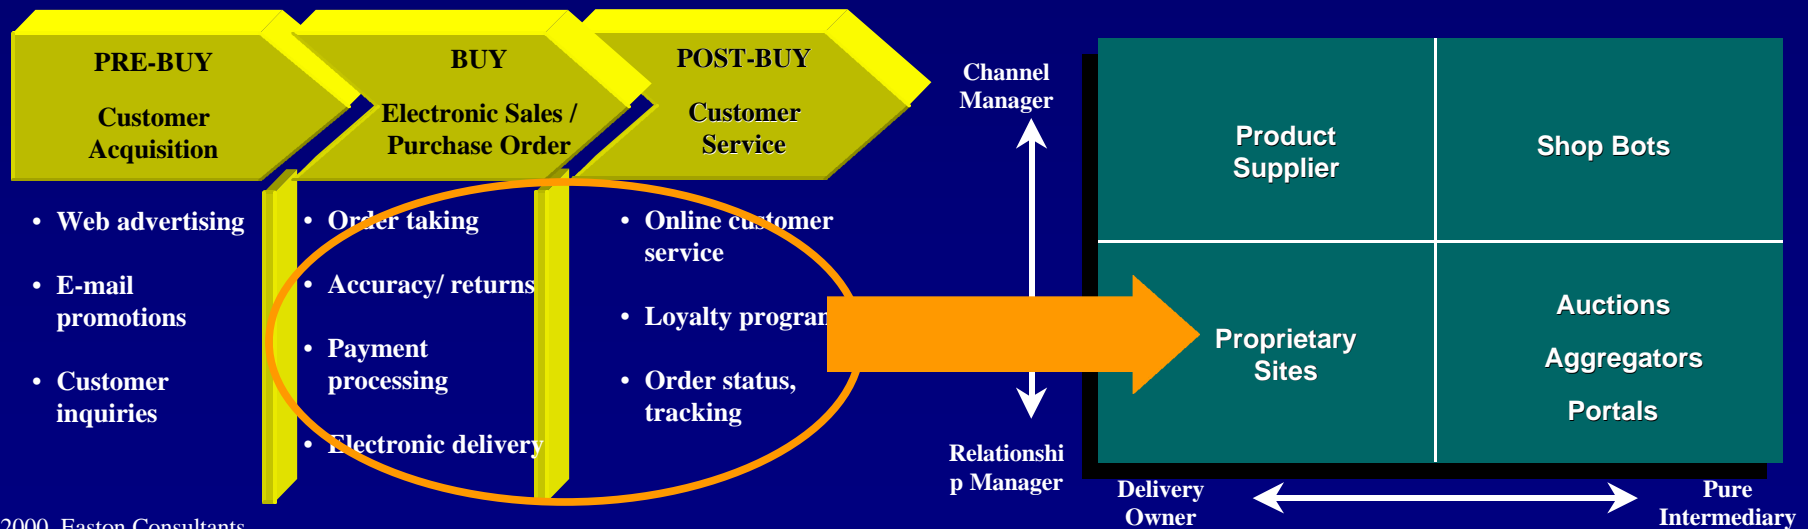 PRE-BUY
Customer
Acquisition
• Web advertising
• E-mail
promotions
• Customer
inquiries
BUY
Electronic Sales /
Purchase Order
• Order taking
• Accuracy/ returns
• Payment
processing
• Electronic delivery
POST-BUY
Customer
Service
• Online customer
service
• Loyalty program
• Order status,
tracking
Channel
Manager
Relationshi
p Manager
Product
Supplier
Shop Bots
Proprietary
Sites
Auctions
Aggregators
Portals
Delivery
Owner
Pure
Intermediary
2000 Easton Consultants